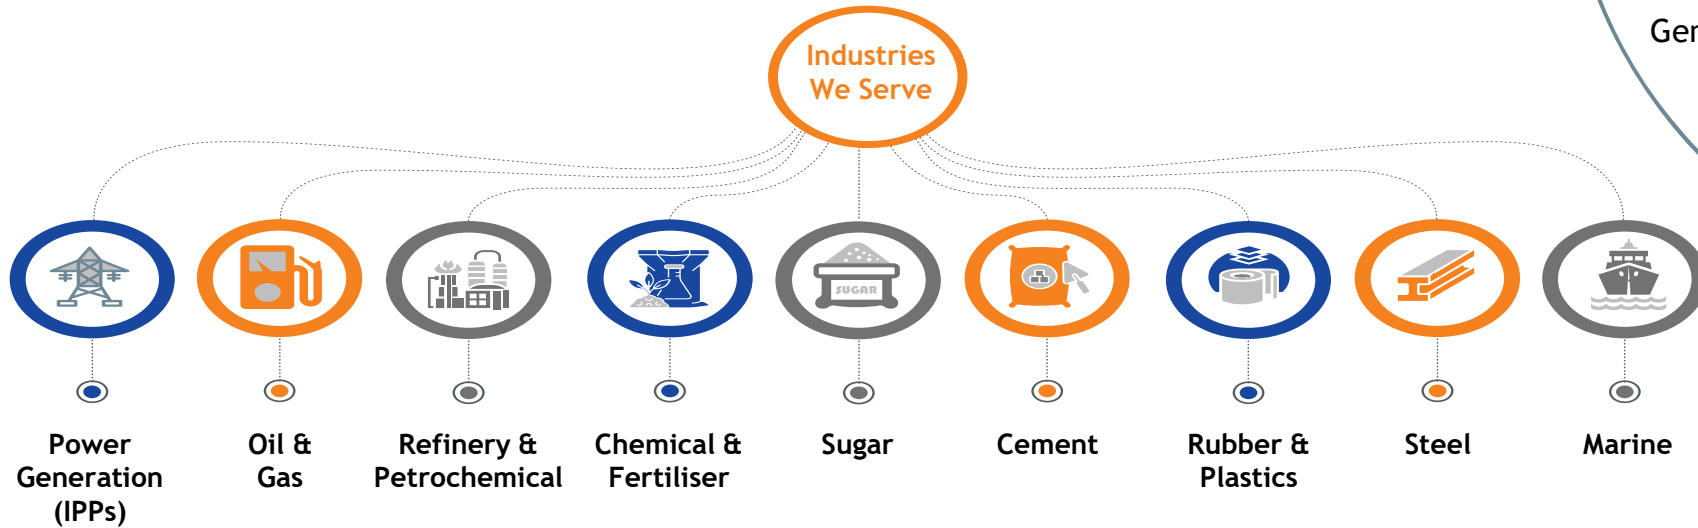 Industries
We Serve
SUGAR
Power
Generation
(IPPs)
Oil &
Gas
Refinery &
Petrochemical
Chemical &
Fertiliser
Sugar
Cement
Rubber &
Plastics
Steel
Marine